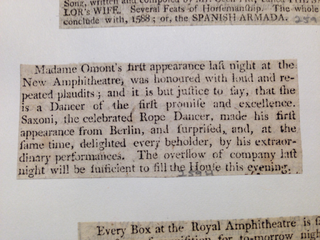 Song, written and composed by
LOR's WIFE. Several Feats of Horsemanship. The whole
conclude with, 1588; or, the SPANISH ARMADA.
Madame Omont's first appearance last night at the
New Amphitheatre, was honoured with loud and re-
peated plaudits; and it is but justice to say, that she
is a Dancer of the first promise and excellence.
Saxoni, the celebrated Rope Dancer, made his first
appearance from Berlin, and surprised, and, at the
same time, delighted every beholder, by his extraor-
dinary performances. The overflow of company last
night will be sufficient to fill the House this evening.
Every Box at the Royal Amphitheatre is
for to-morrow night